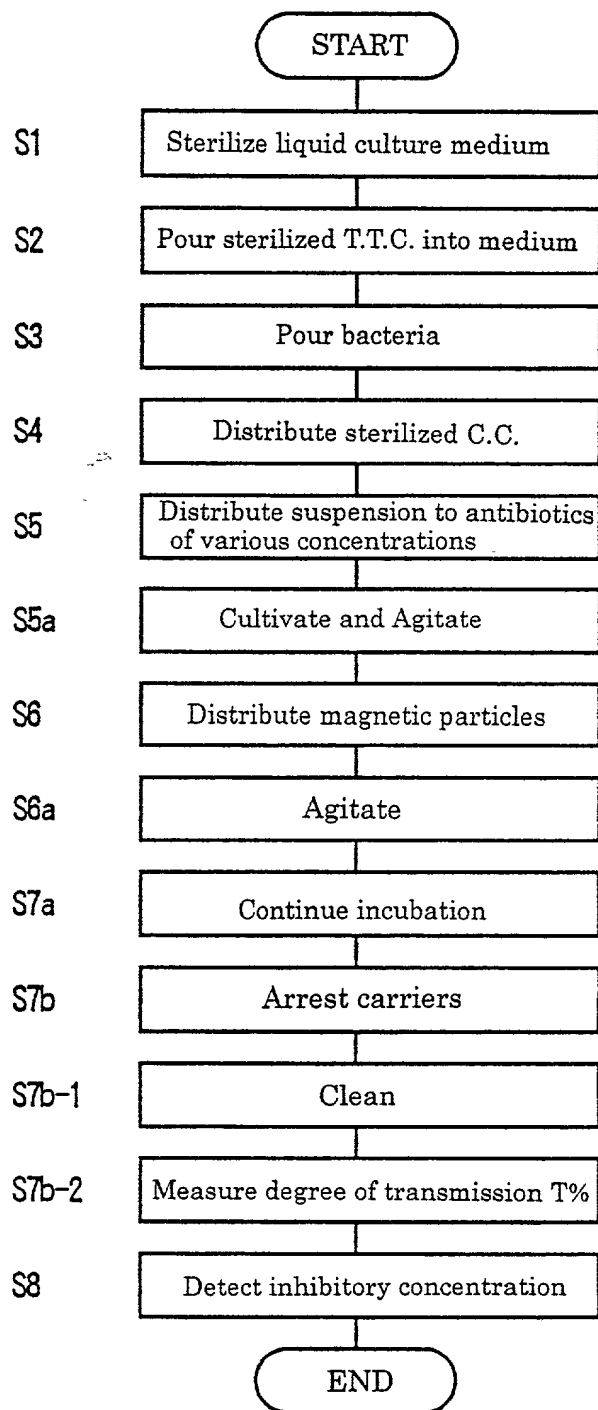 START
S1 Sterilize liquid culture medium
S2 Pour sterilized T.T.C. into medium
S3 Pour bacteria
S4 Distribute sterilized C.C.
S5 Distribute suspension to antibiotics
of various concentrations
S5a Cultivate and Agitate
S6 Distribute magnetic particles
S6a Agitate
S7a Continue incubation
S7b Arrest carriers
S7b-1 Clean
S7b-2 Measure degree of transmission T%
S8 Detect inhibitory concentration
END